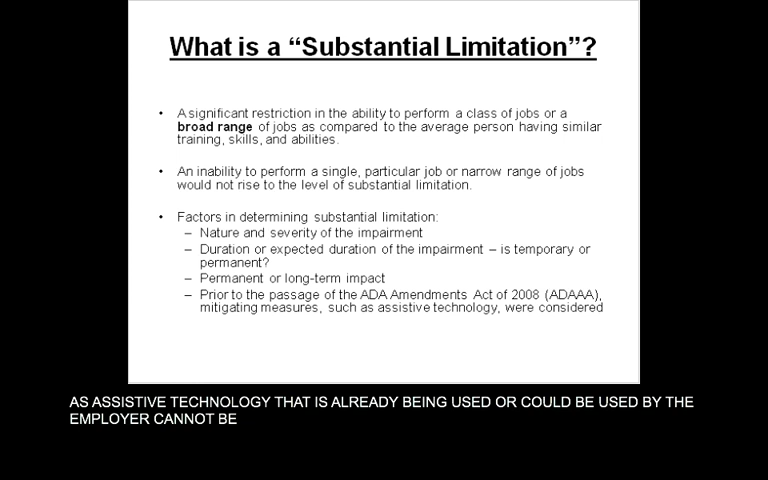 What is a “Substantial Limitation”?
• A significant restriction in the ability to perform a class of jobs or a
broad range of jobs as compared to the average person having similar
training, skills, and abilities.
• An inability to perform a single, particular job or narrow range of jobs
would not rise to the level of substantial limitation.
• Factors in determining substantial limitation:
– Nature and severity of the impairment
– Duration or expected duration of the impairment – is temporary or
permanent?
– Permanent or long-term impact
– Prior to the passage of the ADA Amendments Act of 2008 (ADAAA),
mitigating measures, such as assistive technology, were considered
AS ASSISTIVE TECHNOLOGY THAT IS ALREADY BEING USED OR COULD BE USED BY THE
EMPLOYER CANNOT BE